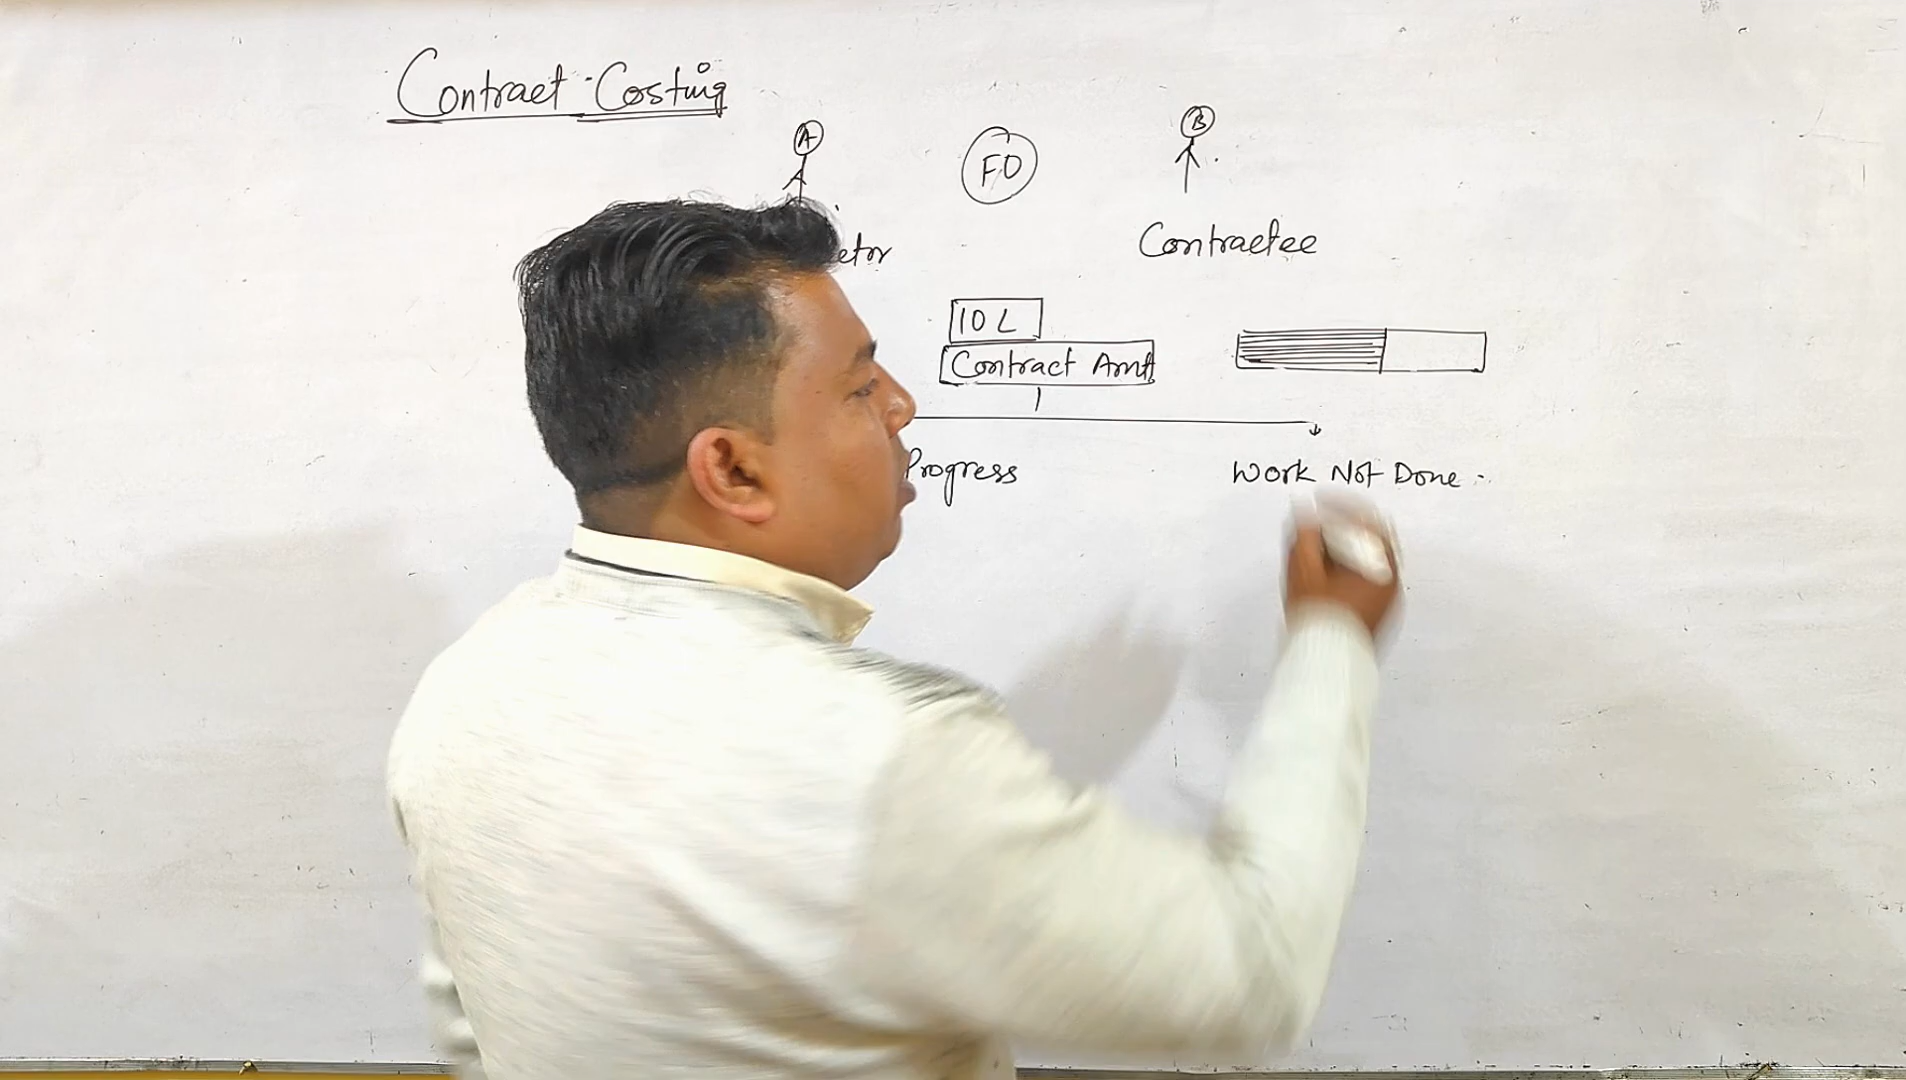 Contract Costing
A
FO
B
Contractee
10 L
Contract Amt
Progress
Work Not Done